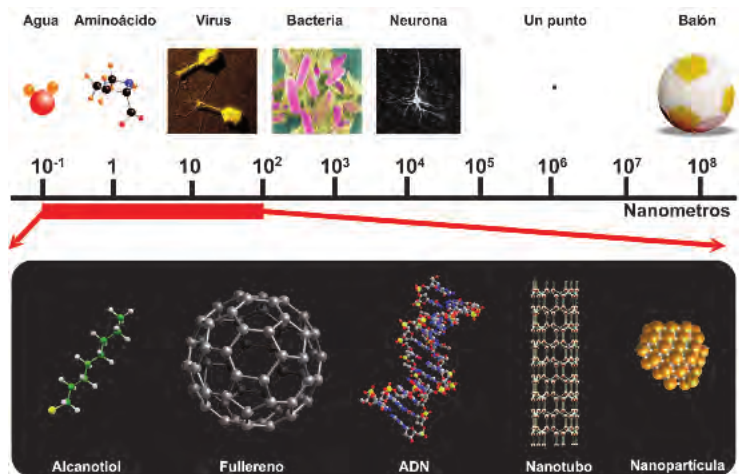 Agua Aminoácido Virus Bacteria Neurona Un punto Balón
10⁻¹ 1 10 10² 10³ 10⁴ 10⁵ 10⁶ 10⁷ 10⁸
Nanometros
Alcanotiol Fullereno ADN Nanotubo Nanopartícula